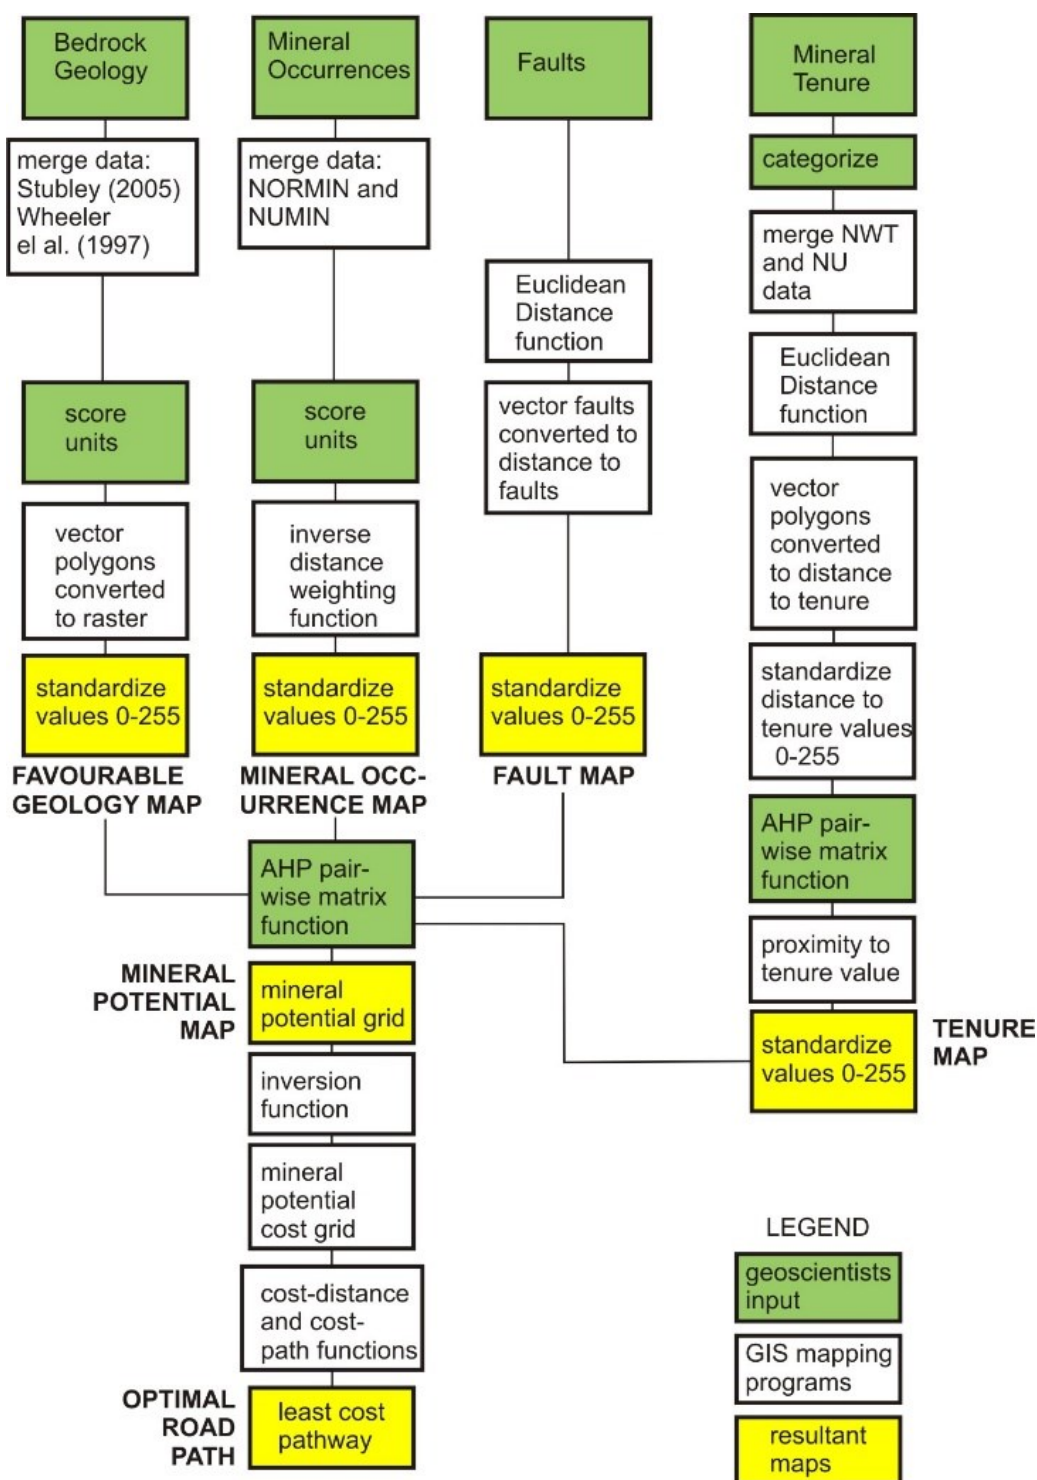 Bedrock
Geology
merge data:
Stubley (2005)
Wheeler
el al. (1997)
score
units
vector
polygons
converted
to raster
standardize
values 0-255
FAVOURABLE
GEOLOGY MAP
Mineral
Occurrences
merge data:
NORMIN and
NUMIN
score
units
inverse
distance
weighting
function
standardize
values 0-255
MINERAL OCC-
URRENCE MAP
Faults
Euclidean
Distance
function
vector faults
converted to
distance to
faults
standardize
values 0-255
FAULT MAP
Mineral
Tenure
categorize
merge NWT
and NU
data
Euclidean
Distance
function
vector
polygons
converted
to distance
to tenure
standardize
distance to
tenure values
0-255
AHP pair-
wise matrix
function
proximity to
tenure value
standardize
values 0-255
TENURE
MAP
AHP pair-
wise matrix
function
MINERAL
POTENTIAL
MAP
mineral
potential grid
inversion
function
mineral
potential
cost grid
cost-distance
and cost-
path functions
OPTIMAL
ROAD
PATH
least cost
pathway
LEGEND
geoscientists
input
GIS mapping
programs
resultant
maps